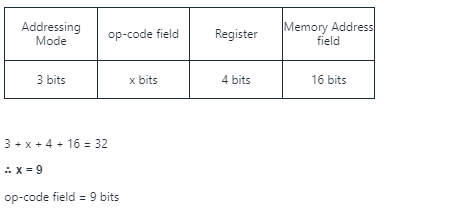 Addressing Mode | op-code field | Register | Memory Address field
3 bits | x bits | 4 bits | 16 bits
3 + x + 4 + 16 = 32
∴ x = 9
op-code field = 9 bits